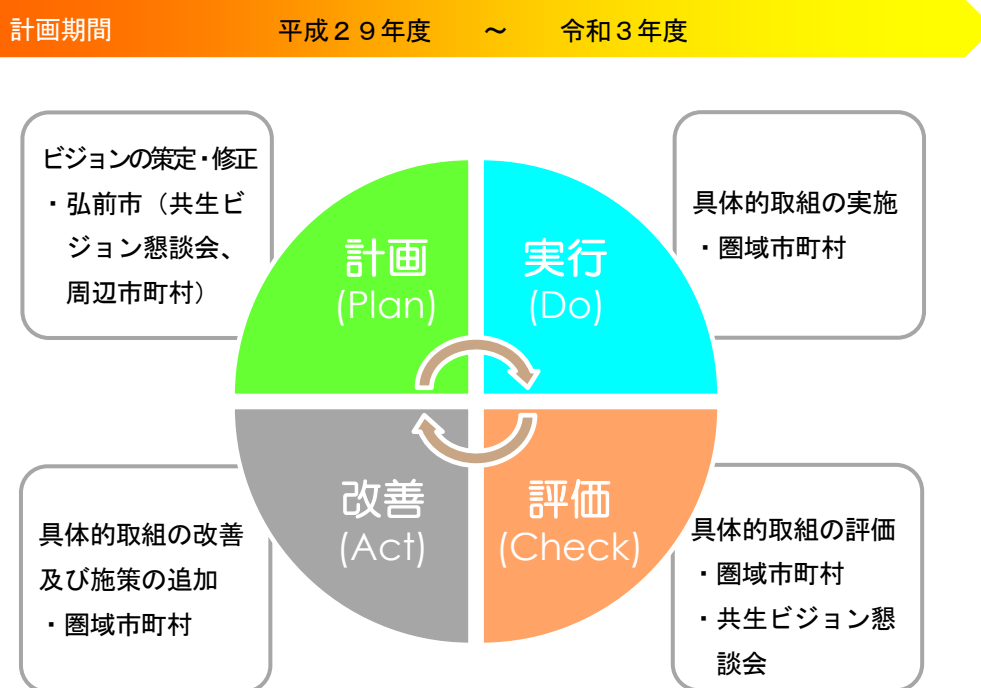 計画期間 平成２９年度 ～ 令和３年度
ビジョンの策定・修正
・弘前市（共生ビ
ジョン懇談会、
周辺市町村）
計画
(Plan)
実行
(Do)
具体的取組の実施
・圏域市町村
具体的取組の改善
及び施策の追加
・圏域市町村
改善
(Act)
評価
(Check)
具体的取組の評価
・圏域市町村
・共生ビジョン懇
談会